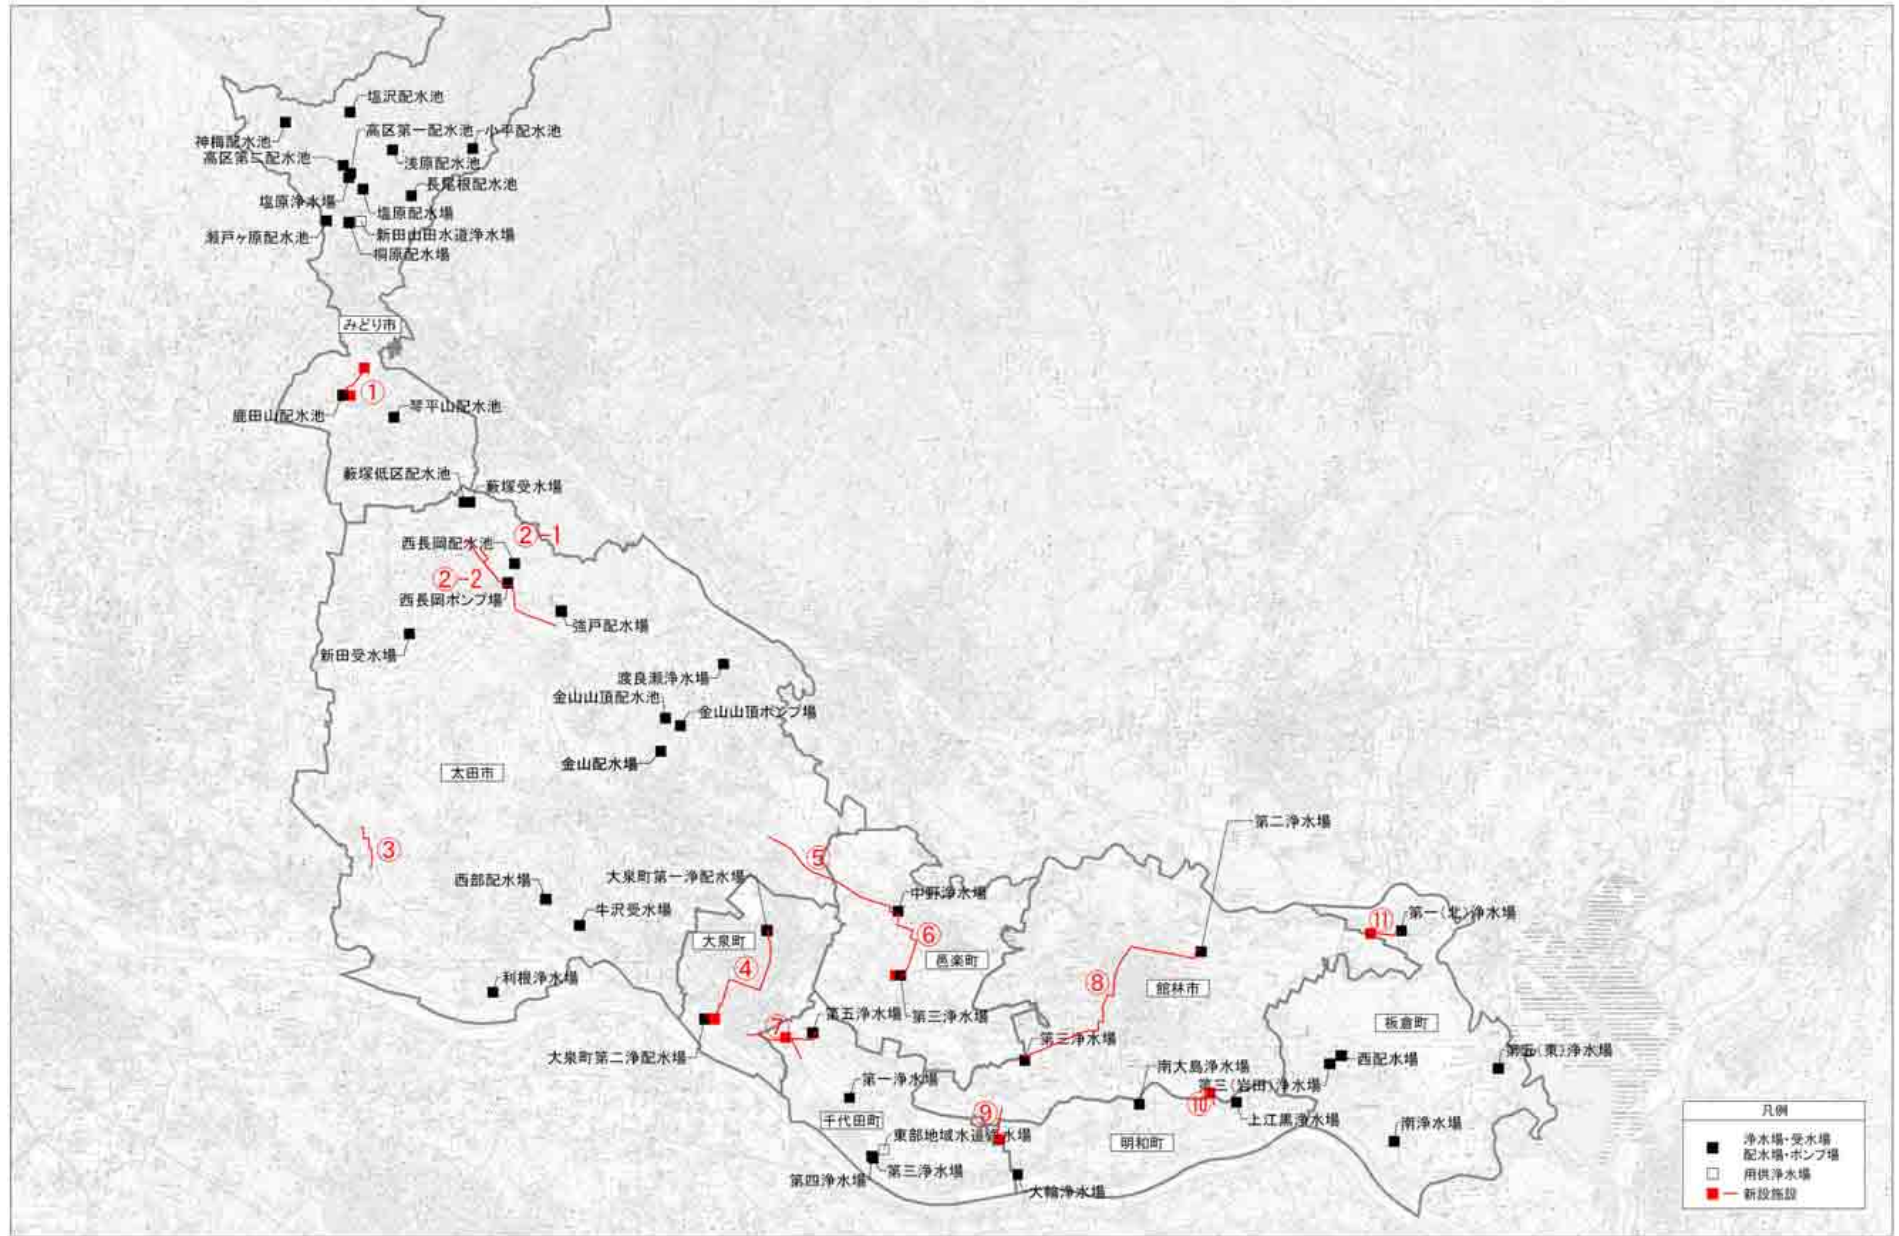 塩沢配水池
高区第一配水池
小平配水池
神梅配水池
高区第二配水池
浅原配水池
長尾根配水池
塩原浄水場
塩原配水場
瀬戸ヶ原配水池
新田山田水道浄水場
桐原配水場
みどり市
①
鹿田山配水池
琴平山配水池
藪塚低区配水池
藪塚受水場
②-1
西長岡配水池
②-2
西長岡ポンプ場
強戸配水場
新田受水場
渡良瀬浄水場
金山山頂配水池
金山山頂ポンプ場
金山配水場
太田市
第二浄水場
③
⑤
西部配水場
大泉町第一浄配水場
中野浄水場
牛沢受水場
⑪
第一(北)浄水場
大泉町
⑥
④
邑楽町
利根浄水場
⑧
館林市
第五浄水場
第三浄水場
⑦
板倉町
大泉町第二浄配水場
第三浄水場
西配水場
第五(東)浄水場
南大島浄水場
第一浄水場
第三(岩田)浄水場
⑨
⑩
千代田町
上江黒浄水場
南浄水場
東部地域水道浄水場
明和町
第三浄水場
第四浄水場
大輪浄水場
凡例
浄水場・受水場
配水場・ポンプ場
用供浄水場
新設施設